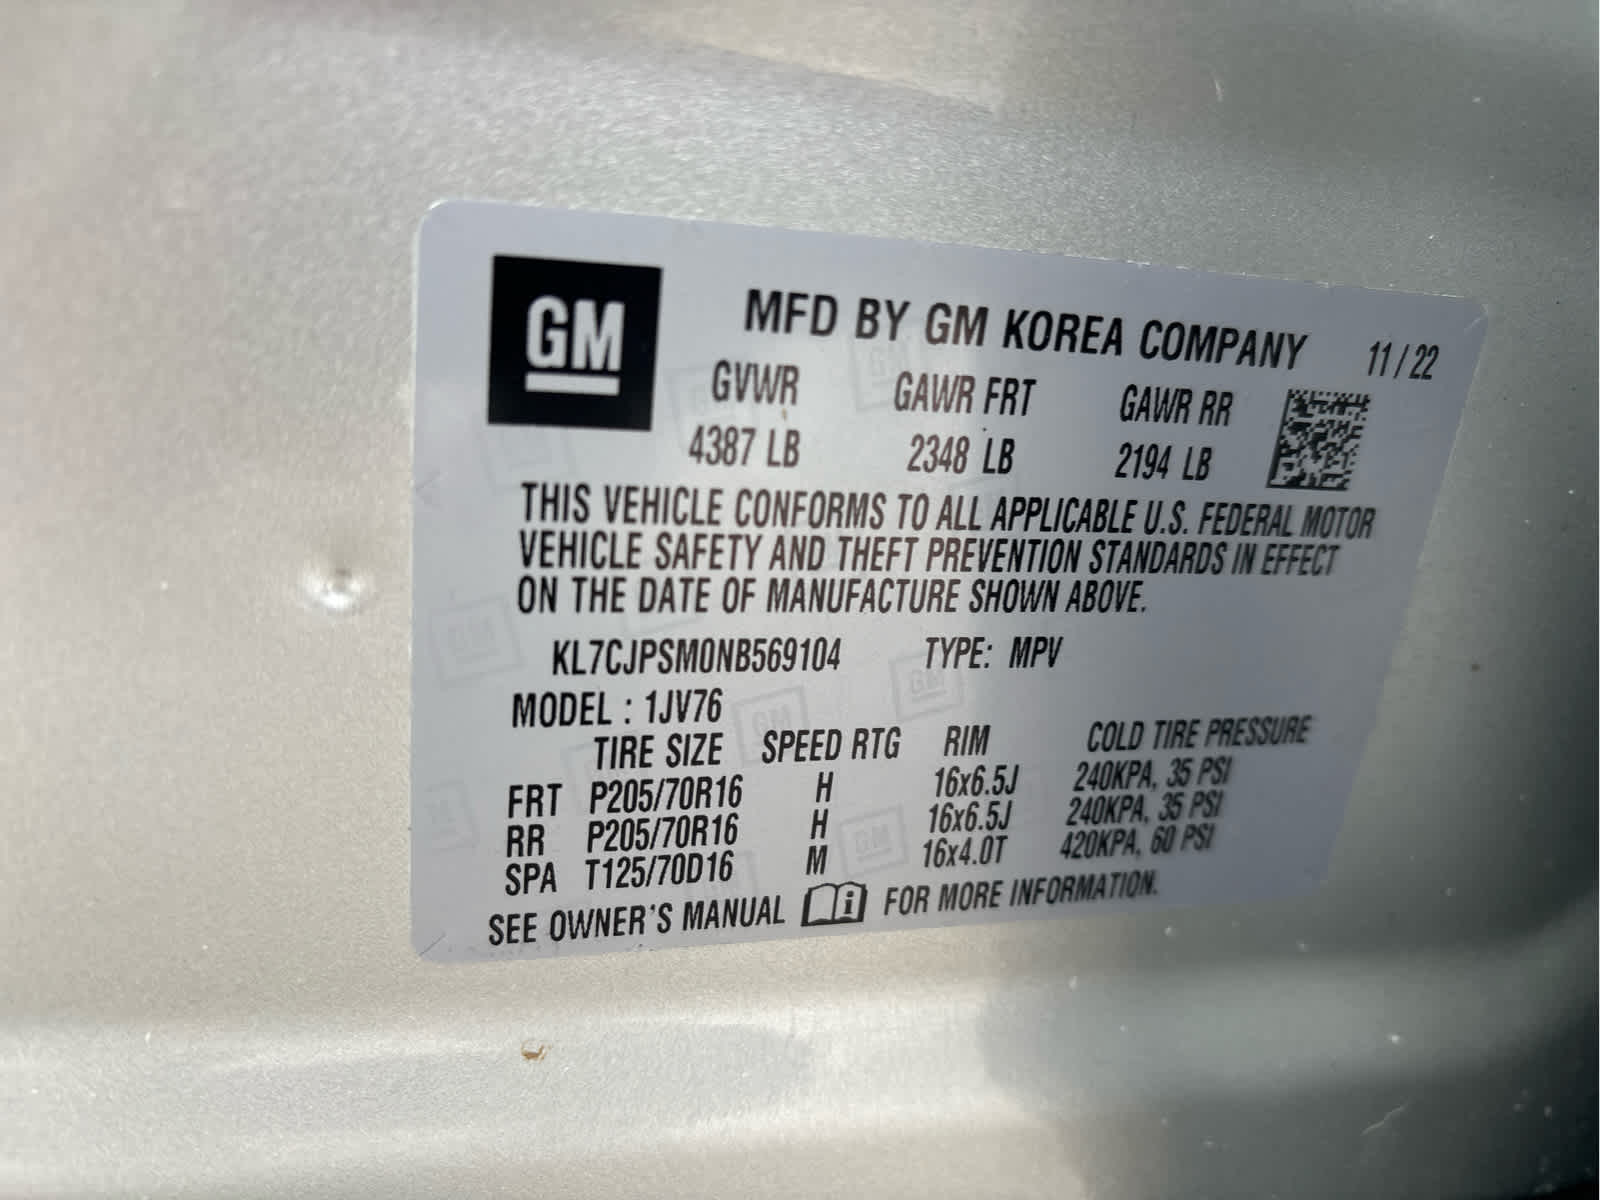 GM
MFD BY GM KOREA COMPANY 11/22
GVWR GAWR FRT GAWR RR
4387 LB 2348 LB 2194 LB
THIS VEHICLE CONFORMS TO ALL APPLICABLE U.S. FEDERAL MOTOR
VEHICLE SAFETY AND THEFT PREVENTION STANDARDS IN EFFECT
ON THE DATE OF MANUFACTURE SHOWN ABOVE.
KL7CJPSM0NB569104 TYPE: MPV
MODEL : 1JV76
TIRE SIZE SPEED RTG RIM COLD TIRE PRESSURE
FRT P205/70R16 H 16x6.5J 240KPA, 35 PSI
RR P205/70R16 H 16x6.5J 240KPA, 35 PSI
SPA T125/70D16 M 16x4.0T 420KPA, 60 PSI
SEE OWNER'S MANUAL FOR MORE INFORMATION.